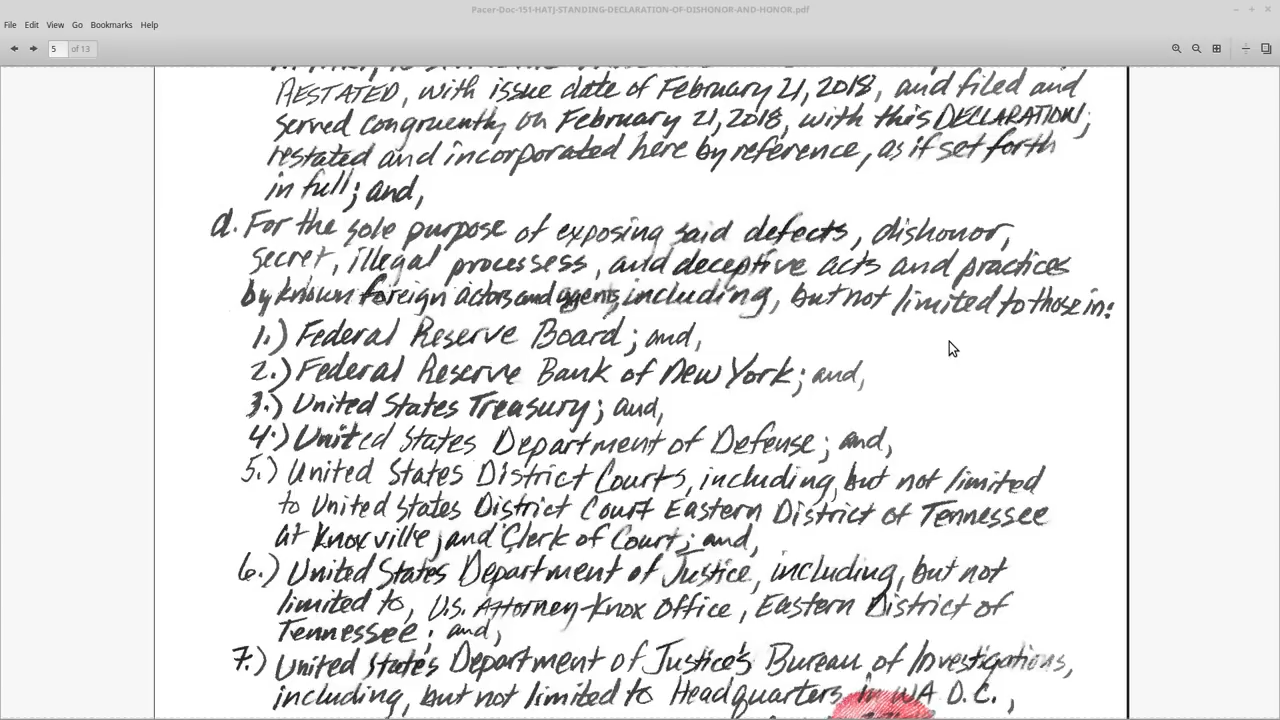 Pacer-Doc-151-HATJ-STANDING-DECLARATION-OF-DISHONOR-AND-HONOR.pdf
File Edit View Go Bookmarks Help
5 of 13
RESTATED, with issue date of February 21, 2018, and filed and
served congruently on February 21, 2018, with this DECLARATION;
restated and incorporated here by reference, as if set forth
in full; and,
d. For the sole purpose of exposing said defects, dishonor,
secret, illegal processess, and deceptive acts and practices
by known foreign actors and agents, including, but not limited to those in:
1.) Federal Reserve Board; and,
2.) Federal Reserve Bank of New York; and,
3.) United States Treasury; and,
4.) United States Department of Defense; and,
5.) United States District Courts, including, but not limited
to United States District Court Eastern District of Tennessee
at Knoxville; and Clerk of Court; and,
6.) United States Department of Justice, including, but not
limited to, U.S. Attorney-Knox Office, Eastern District of
Tennessee; and,
7.) United States Department of Justice's Bureau of Investigations,
including, but not limited to Headquarters in WA D.C.,